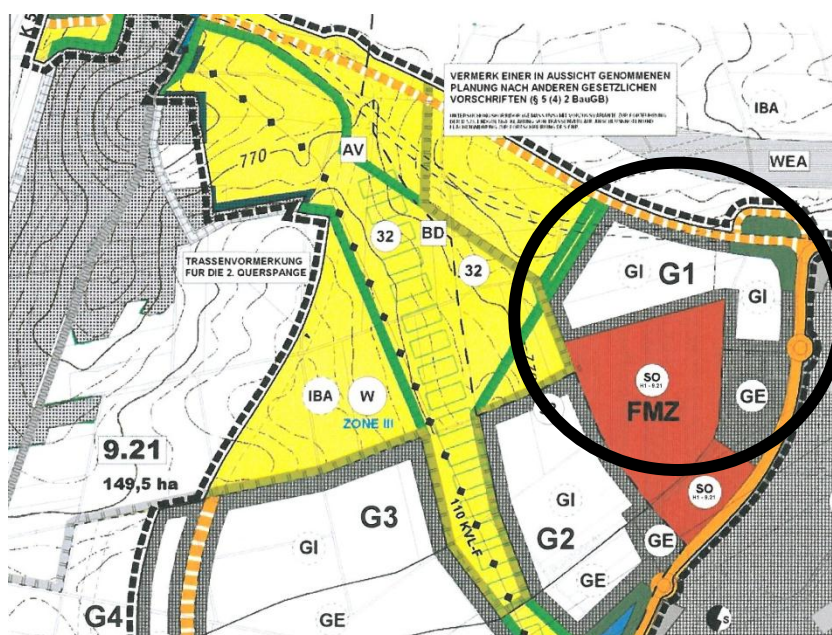 K 5
VERMERK EINER IN AUSSICHT GENOMMENEN
PLANUNG NACH ANDEREN GESETZLICHEN
VORSCHRIFTEN (§ 5 (4) 2 BauGB)
IBA
WEA
770
AV
32
BD
32
TRASSENVORMERKUNG
FÜR DIE 2. QUERSPANGE
GI
G1
GI
SO
H1 - 9.21
FMZ
GE
IBA
W
ZONE III
9.21
149,5 ha
SO
H1 - 9.21
G3
GI
110 KVL-F
GI
G2
GE
GE
G4
GE
S